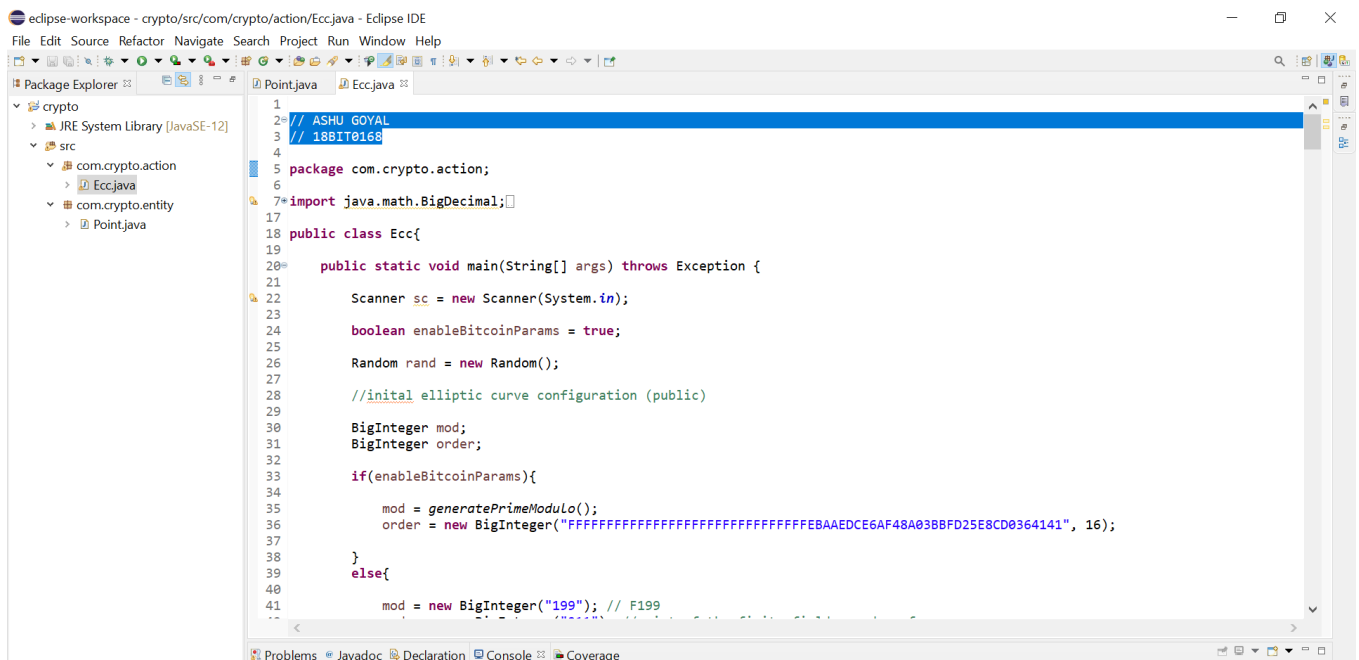 eclipse-workspace - crypto/src/com/crypto/action/Ecc.java - Eclipse IDE
File Edit Source Refactor Navigate Search Project Run Window Help
Package Explorer
Point.java Ecc.java
crypto
JRE System Library [JavaSE-12]
src
com.crypto.action
Ecc.java
com.crypto.entity
Point.java
1
2 // ASHU GOYAL
3 // 18BIT0168
4
5 package com.crypto.action;
6
7 import java.math.BigDecimal;
17
18 public class Ecc{
19
20 public static void main(String[] args) throws Exception {
21
22 Scanner sc = new Scanner(System.in);
23
24 boolean enableBitcoinParams = true;
25
26 Random rand = new Random();
27
28 //inital elliptic curve configuration (public)
29
30 BigInteger mod;
31 BigInteger order;
32
33 if(enableBitcoinParams){
34
35 mod = generatePrimeModulo();
36 order = new BigInteger("FFFFFFFFFFFFFFFFFFFFFFFFFFFFFFFEBAAEDCE6AF48A03BBFD25E8CD0364141", 16);
37
38 }
39 else{
40
41 mod = new BigInteger("199"); // F199
Problems Javadoc Declaration Console Coverage